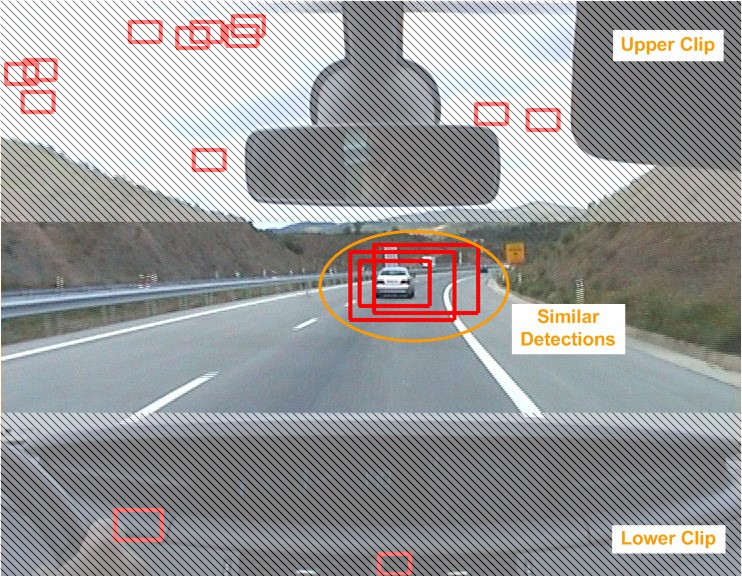 Upper Clip
Similar
Detections
Lower Clip